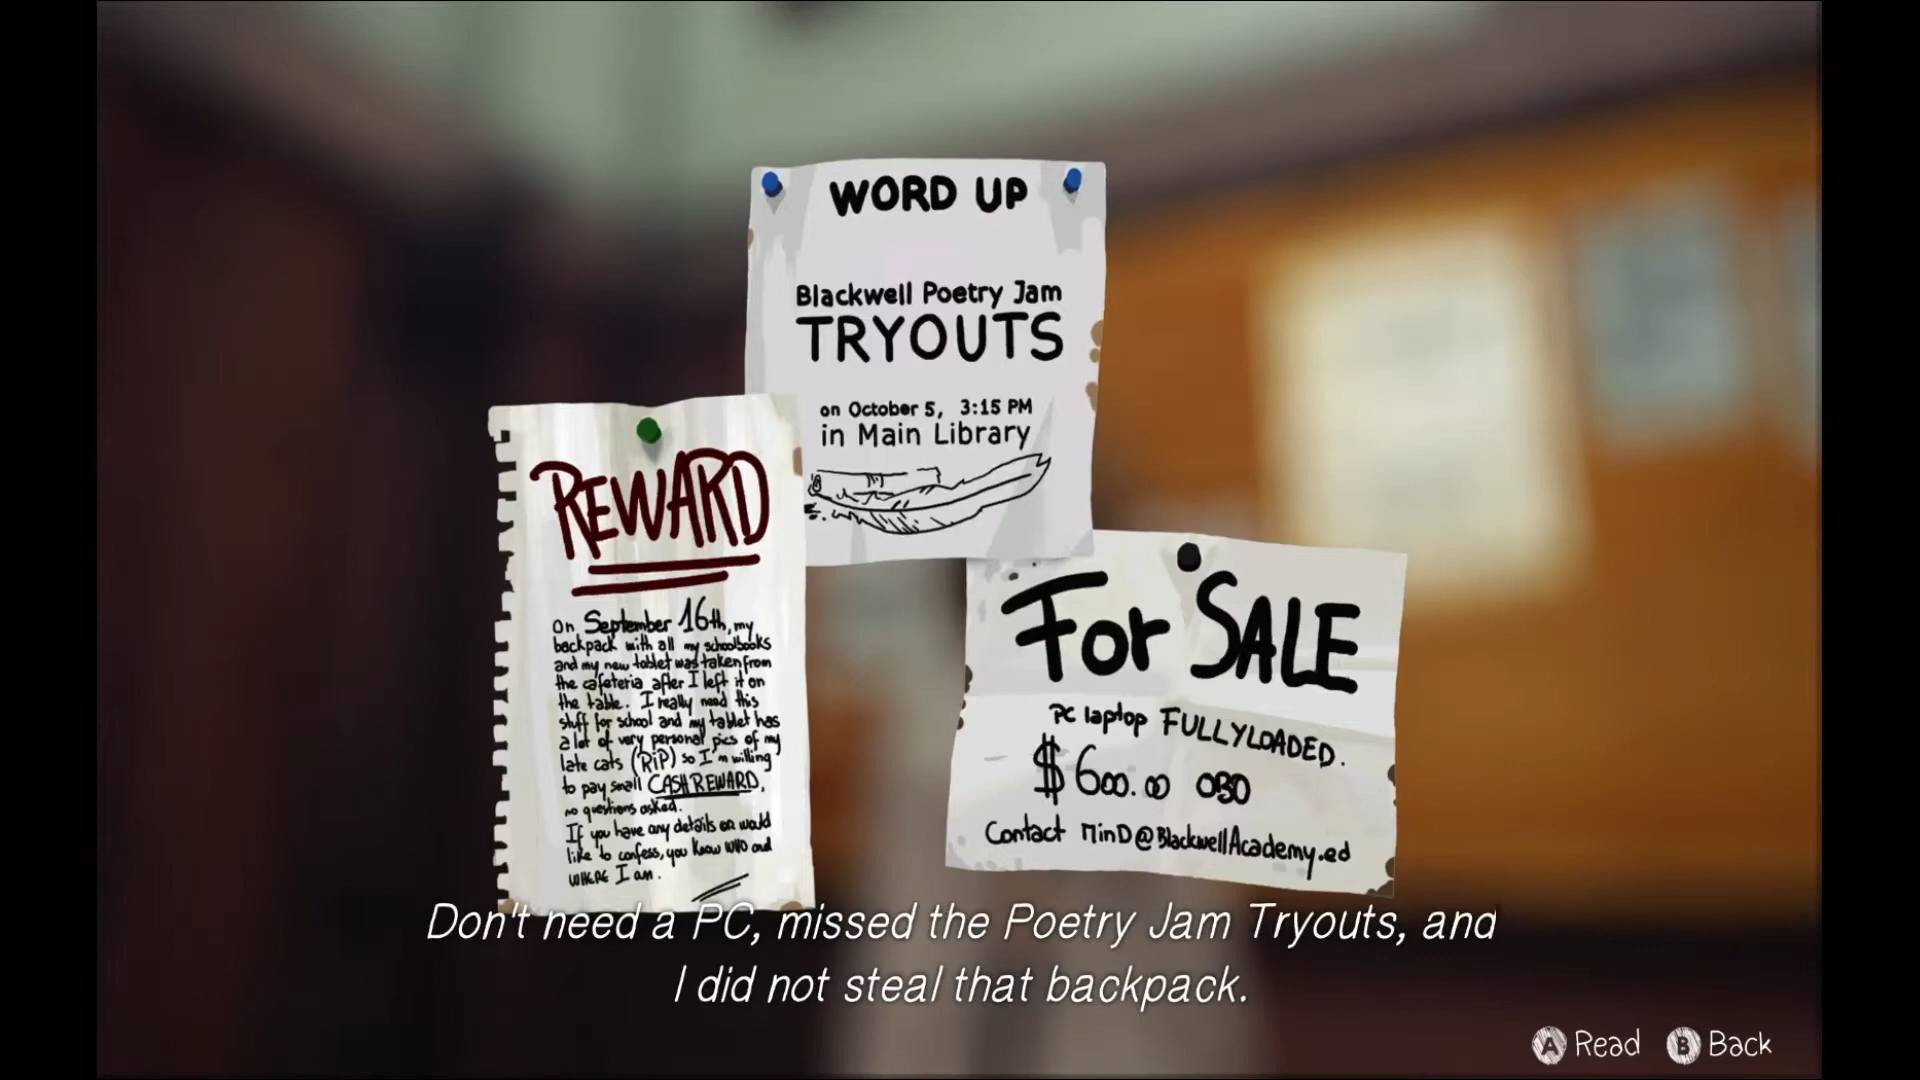 WORD UP
Blackwell Poetry Jam
TRYOUTS
on October 5, 3:15 PM
in Main Library
REWARD
On September 16th, my
backpack with all my schoolbooks
and my new tablet was taken from
the cafeteria after I left it on
the table. I really need this
stuff for school and my tablet has
a lot of very personal pics of my
late cats (RiP) so I'm willing
to pay small CASH REWARD,
no questions asked.
If you have any details or would
like to confess, you know WHO and
WHERE I am.
For SALE
PC laptop FULLYLOADED.
$600.00 OBO
Contact MinD@BlackwellAcademy.ed
Don't need a PC, missed the Poetry Jam Tryouts, and
I did not steal that backpack.
A Read B Back